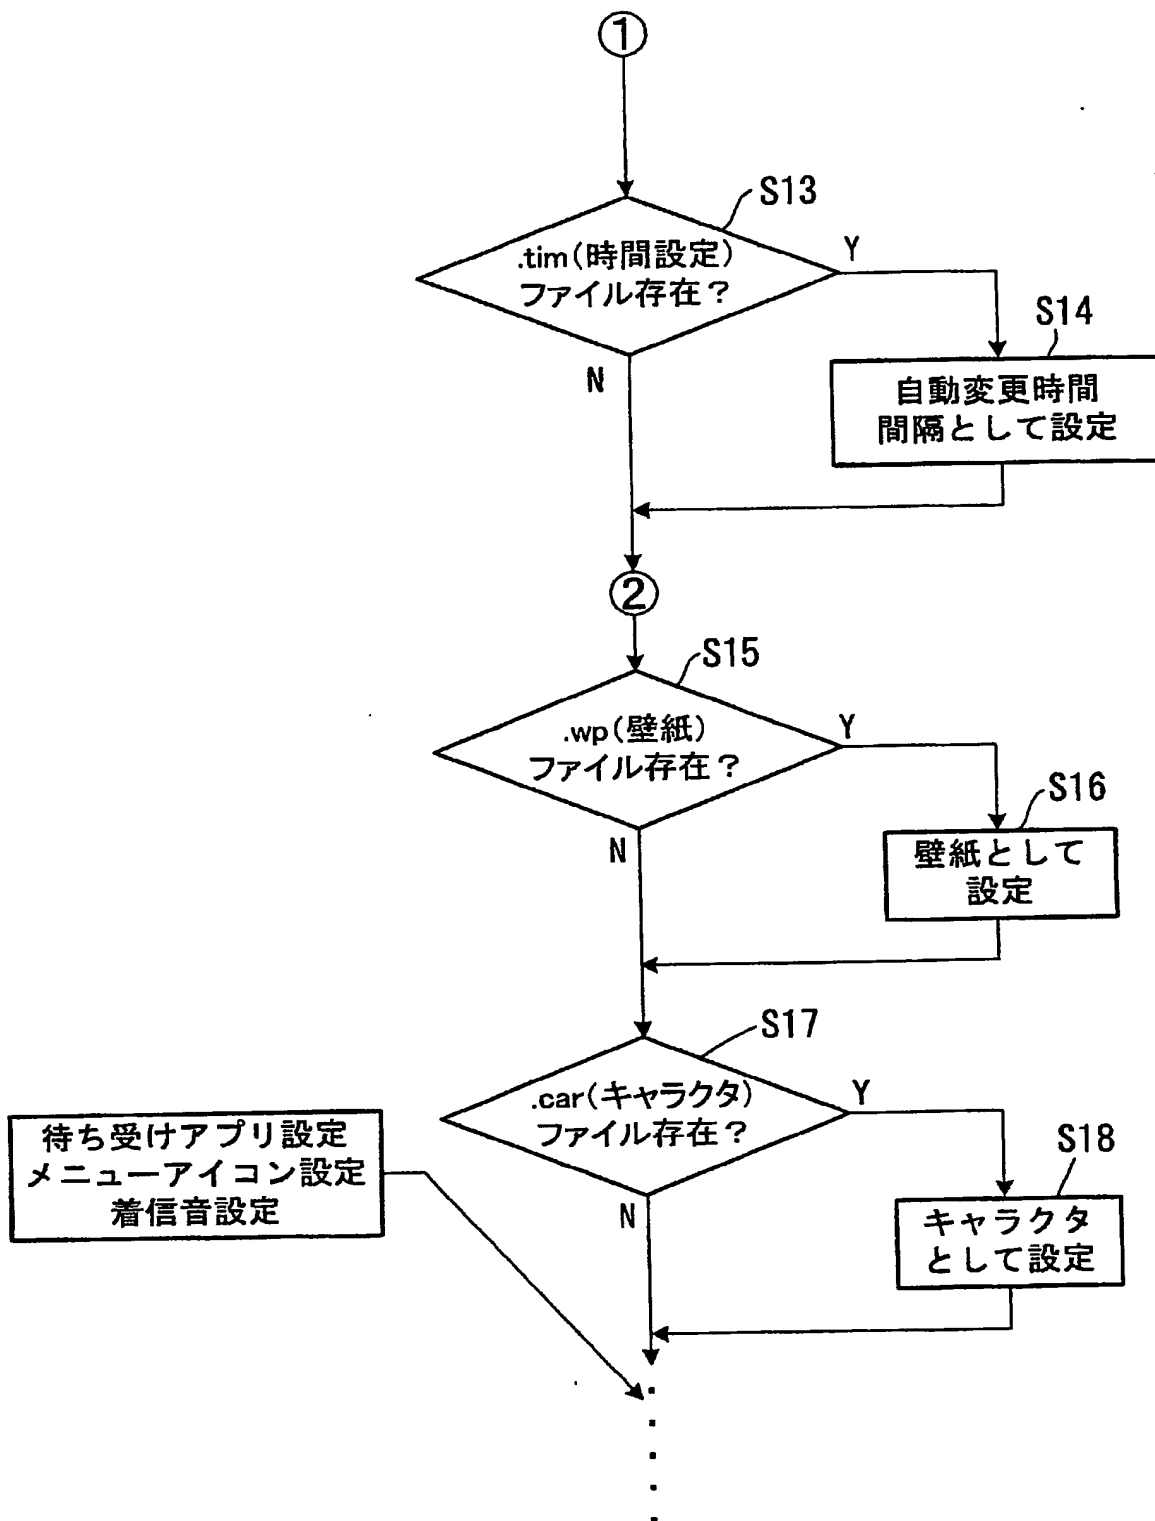 ①
S13
.tim(時間設定)
ファイル存在?
Y
N
S14
自動変更時間
間隔として設定
②
S15
.wp(壁紙)
ファイル存在?
Y
N
S16
壁紙として
設定
S17
.car(キャラクタ)
ファイル存在?
Y
N
S18
キャラクタ
として設定
待ち受けアプリ設定
メニューアイコン設定
着信音設定